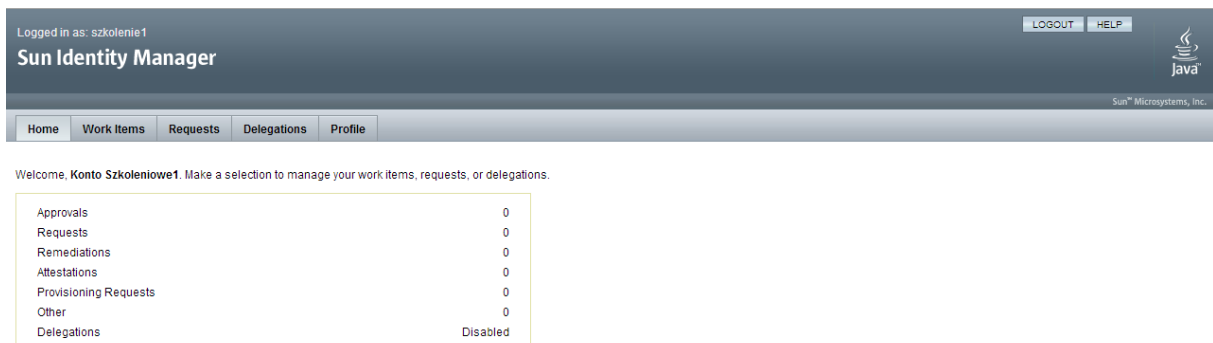 Logged in as: szkolenie1
LOGOUT HELP
Sun Identity Manager
Java™
Sun™ Microsystems, Inc.
Home Work Items Requests Delegations Profile
Welcome, Konto Szkoleniowe1. Make a selection to manage your work items, requests, or delegations.
Approvals 0
Requests 0
Remediations 0
Attestations 0
Provisioning Requests 0
Other 0
Delegations Disabled